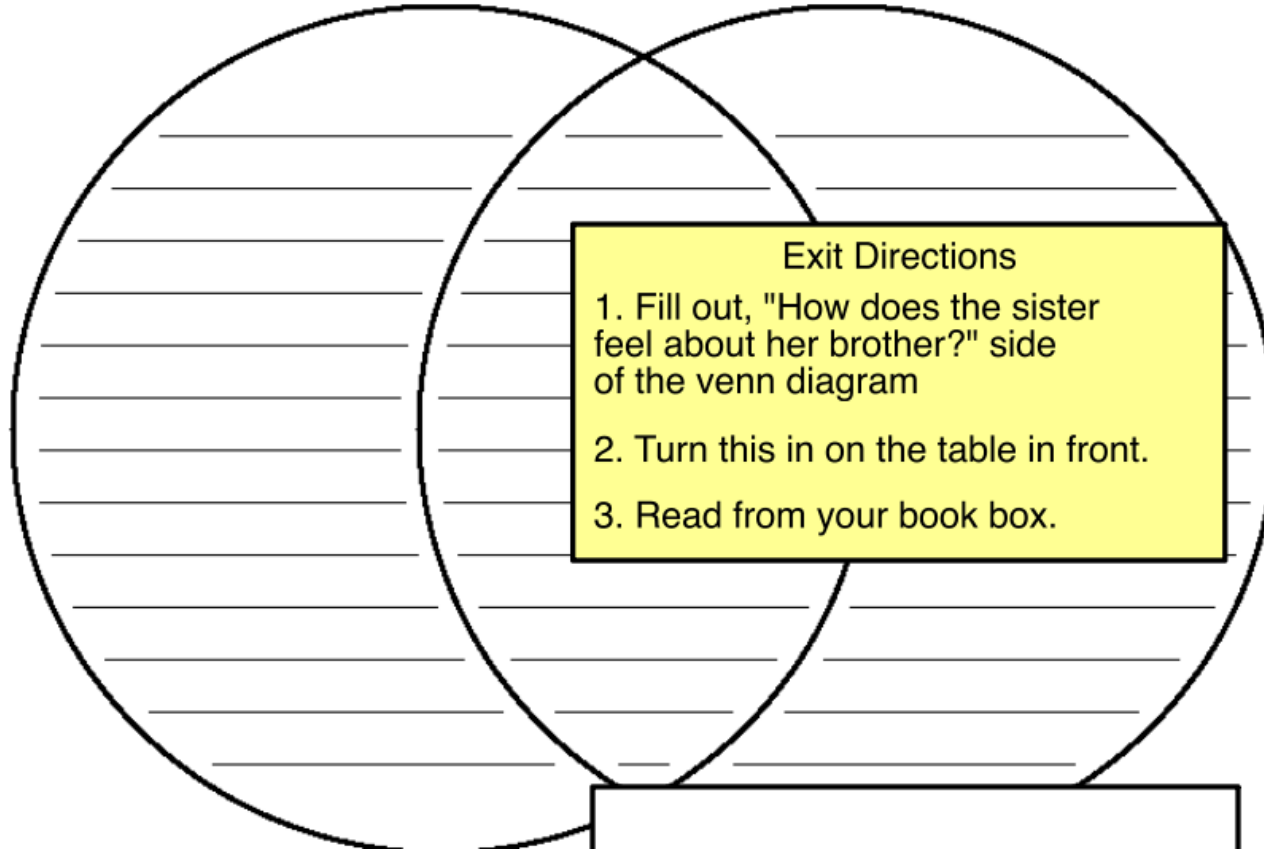 Exit Directions
1. Fill out, "How does the sister
feel about her brother?" side
of the venn diagram
2. Turn this in on the table in front.
3. Read from your book box.